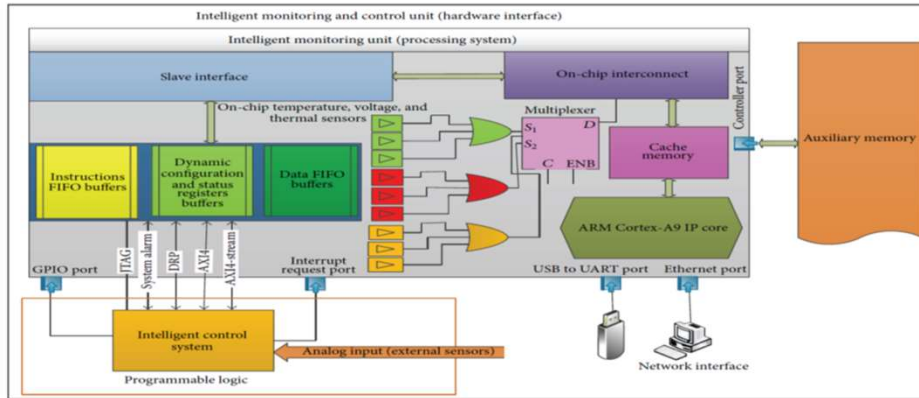 Intelligent monitoring and control unit (hardware interface)
Intelligent monitoring unit (processing system)
Slave interface
On-chip interconnect
Controller port
On-chip temperature, voltage, and
thermal sensors
Multiplexer
S1
D
S2
C
ENB
Auxiliary memory
Instructions
FIFO buffers
Dynamic
configuration
and status
registers
buffers
Data FIFO
buffers
Cache
memory
ARM Cortex-A9 IP core
JTAG
System alarm
DRP
AXI4
AXI4-stream
GPIO port
Interrupt
request port
USB to UART port
Ethernet port
Intelligent control
system
Analog input (external sensors)
Programmable logic
Network interface